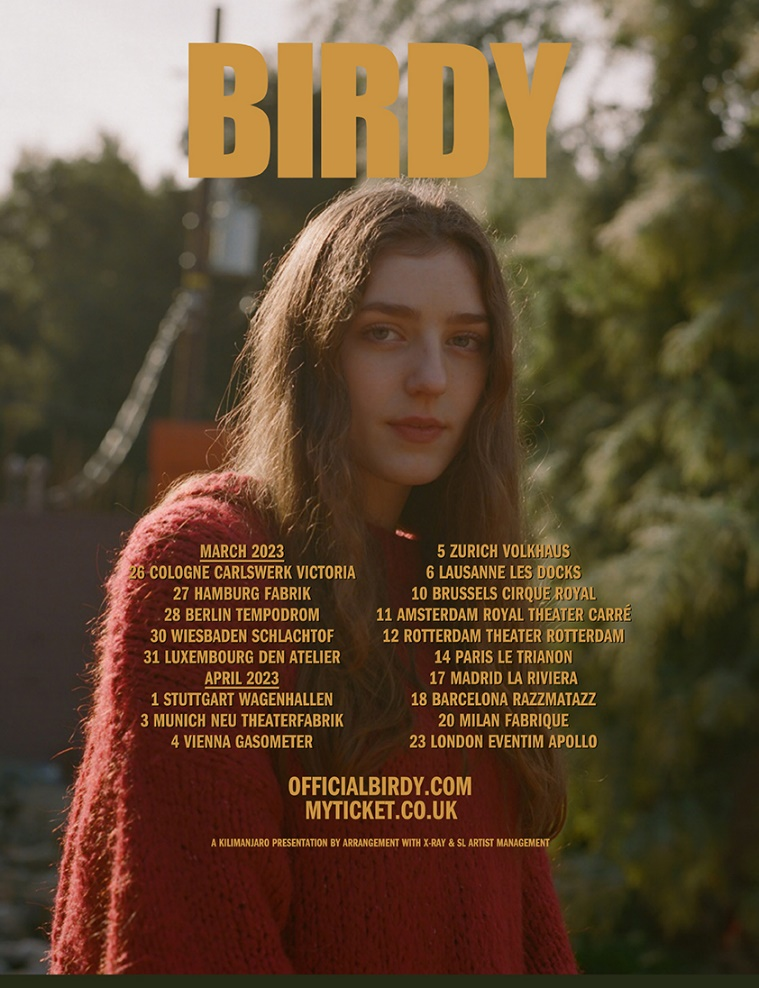 BIRDY
MARCH 2023
26 COLOGNE CARLSWERK VICTORIA
27 HAMBURG FABRIK
28 BERLIN TEMPODROM
30 WIESBADEN SCHLACHTOF
31 LUXEMBOURG DEN ATELIER
APRIL 2023
1 STUTTGART WAGENHALLEN
3 MUNICH NEU THEATERFABRIK
4 VIENNA GASOMETER
5 ZURICH VOLKHAUS
6 LAUSANNE LES DOCKS
10 BRUSSELS CIRQUE ROYAL
11 AMSTERDAM ROYAL THEATER CARRÉ
12 ROTTERDAM THEATER ROTTERDAM
14 PARIS LE TRIANON
17 MADRID LA RIVIERA
18 BARCELONA RAZZMATAZZ
20 MILAN FABRIQUE
23 LONDON EVENTIM APOLLO
OFFICIALBIRDY.COM
MYTICKET.CO.UK
A KILIMANJARO PRESENTATION BY ARRANGEMENT WITH X-RAY & SL ARTIST MANAGEMENT